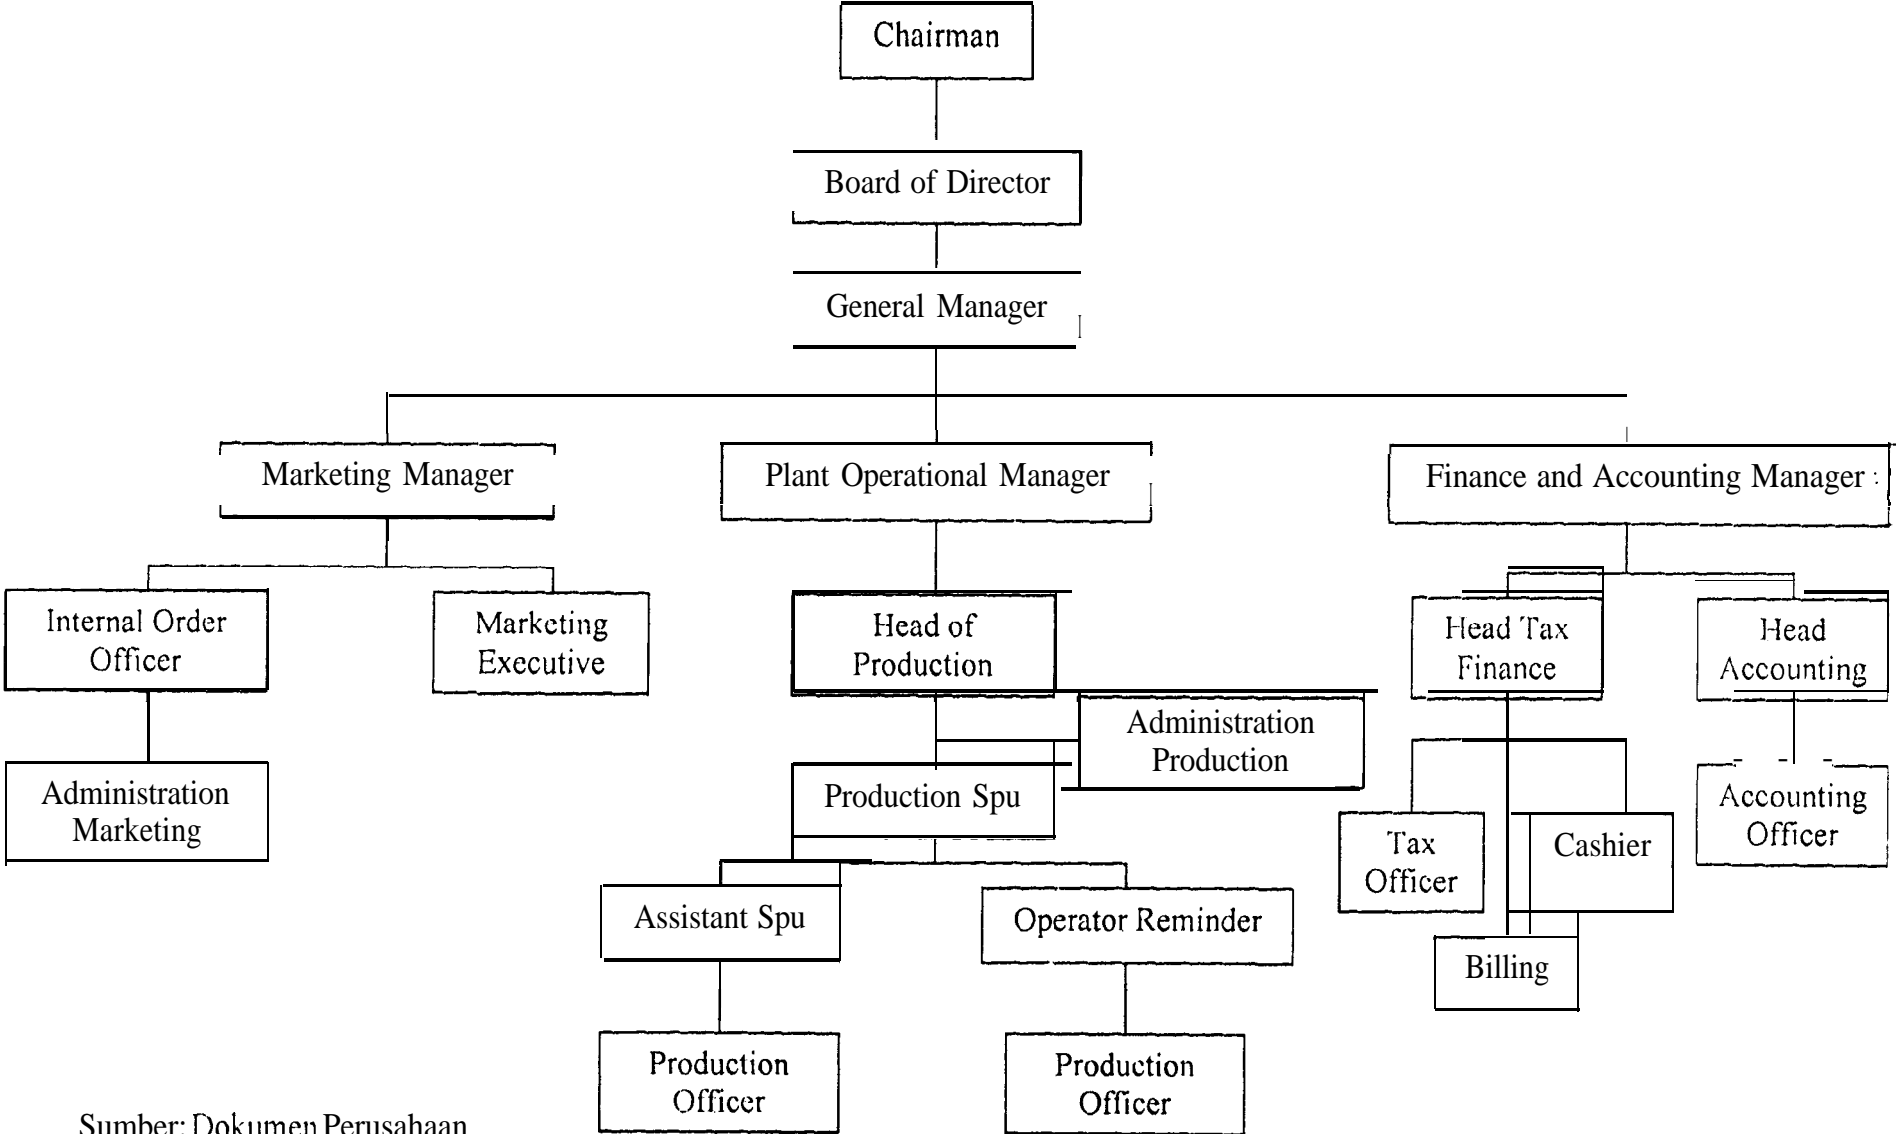 Chairman
Board of Director
General Manager
Marketing Manager
Plant Operational Manager
Finance and Accounting Manager :
Internal Order
Officer
Marketing
Executive
Head of
Production
Head Tax
Finance
Head
Accounting
Administration
Production
Administration
Marketing
Production Spu
Accounting
Officer
Tax
Officer
Cashier
Assistant Spu
Operator Reminder
Billing
Production
Officer
Production
Officer
Sumber: Dokumen Perusahaan